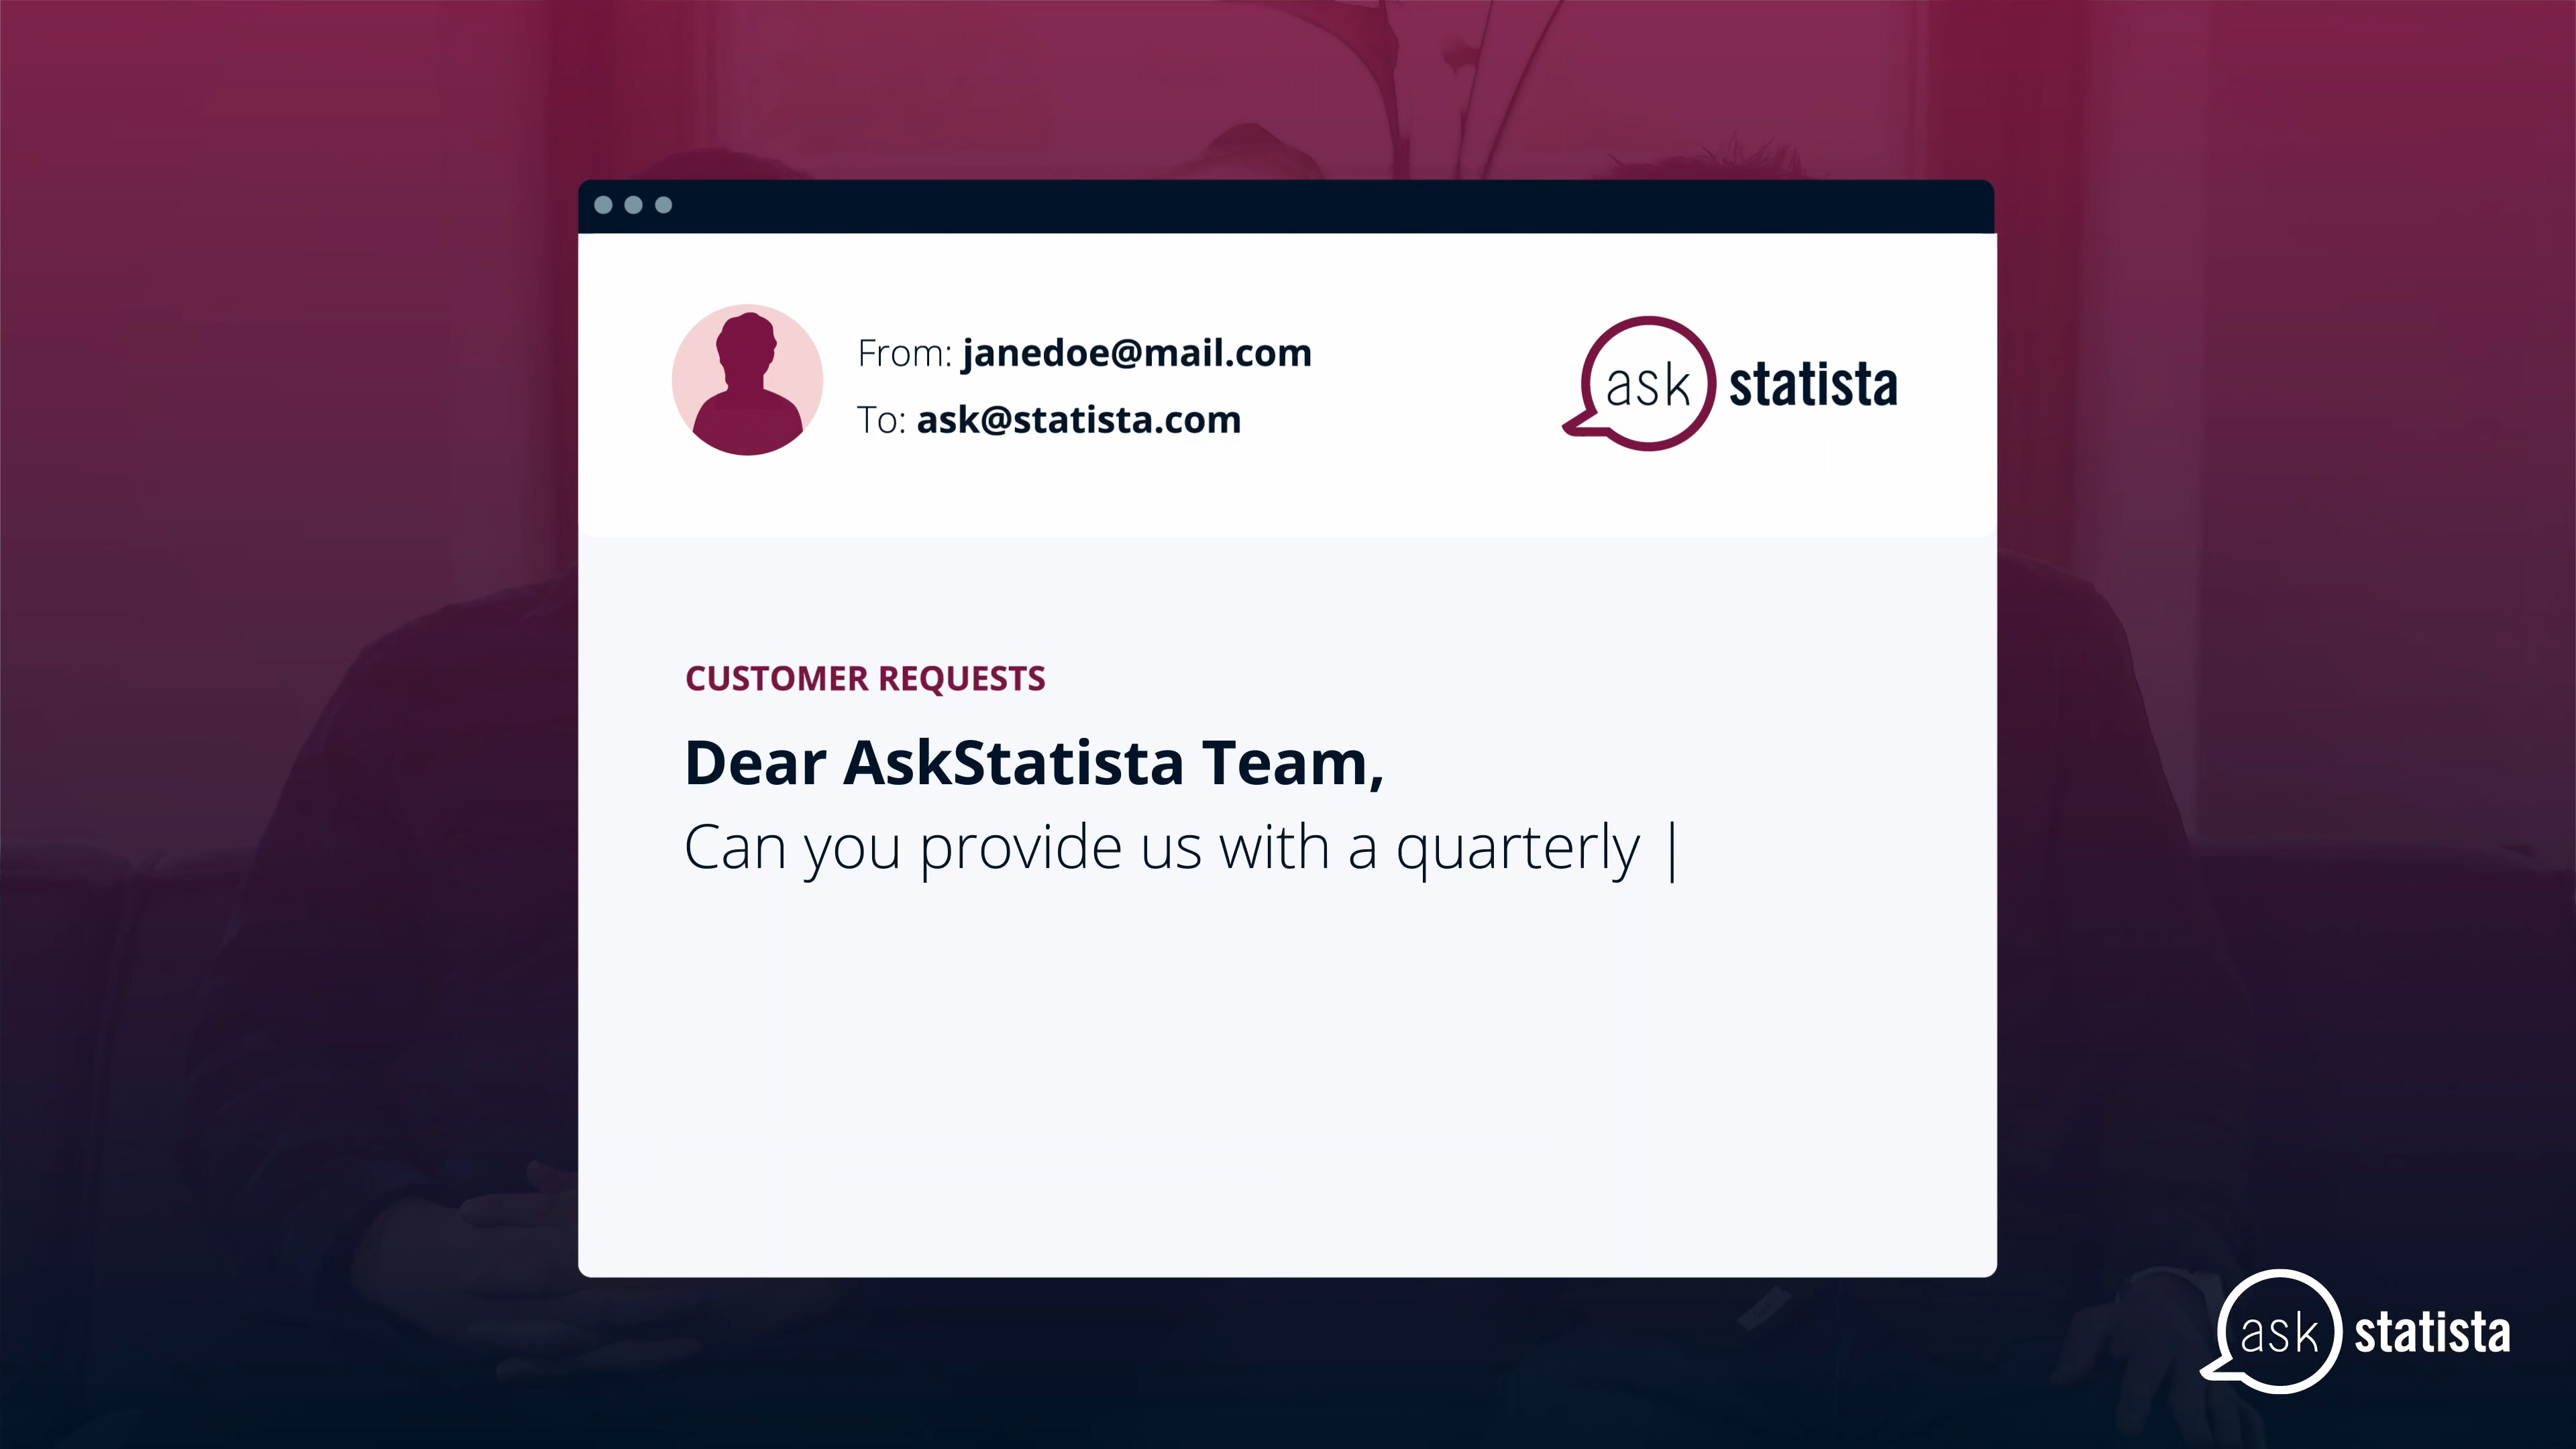 From: janedoe@mail.com
To: ask@statista.com
ask statista
CUSTOMER REQUESTS
Dear AskStatista Team,
Can you provide us with a quarterly |
ask statista